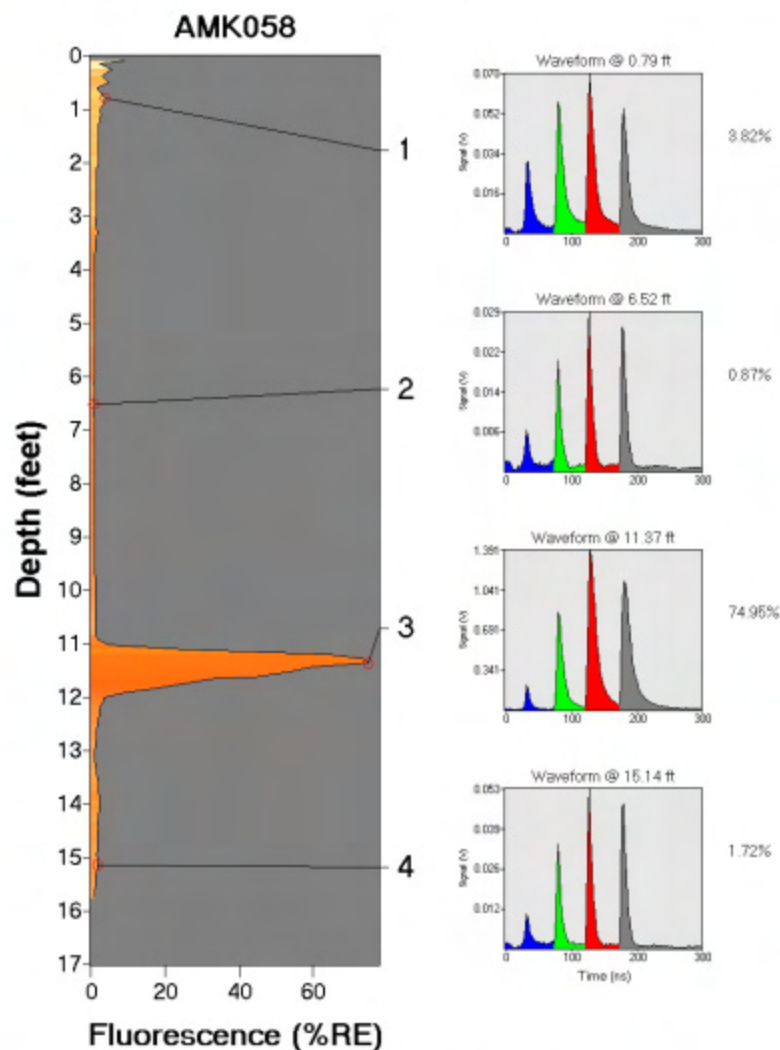 AMK058
0
1
2
3
4
5
6
7
8
9
10
11
12
13
14
15
16
17
Depth (feet)
0 20 40 60
Fluorescence (%RE)
1
2
3
4
Waveform @ 0.79 ft
0.070
0.052
0.034
0.016
Signal (V)
0 100 200 300
3.82%
Waveform @ 6.52 ft
0.029
0.022
0.014
0.006
Signal (V)
0 100 200 300
0.87%
Waveform @ 11.37 ft
1.391
1.041
0.691
0.341
Signal (V)
0 100 200 300
74.95%
Waveform @ 15.14 ft
0.053
0.039
0.026
0.012
Signal (V)
0 100 200 300
Time (ns)
1.72%